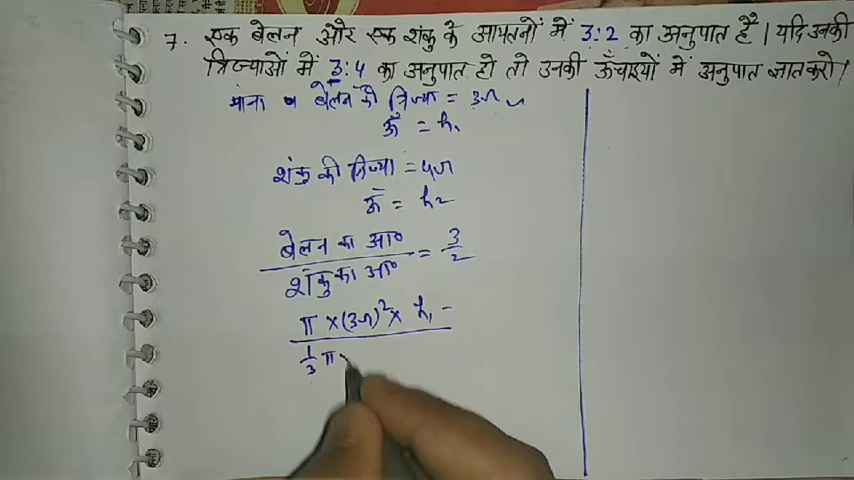 7. एक बेलन और एक शंकु के आयतनों में 3:2 का अनुपात है । यदि उनकी
त्रिज्याओं में 3:4 का अनुपात हो तो उनकी ऊँचाइयों में अनुपात ज्ञात करो ।
माना बेलन की त्रिज्या = 3r
ऊँ = h₁
शंकु की त्रिज्या = 4r
ऊँ = h₂
बेलन का आ० / शंकु का आ० = 3/2
π × (3r)² × h₁
1/3 π